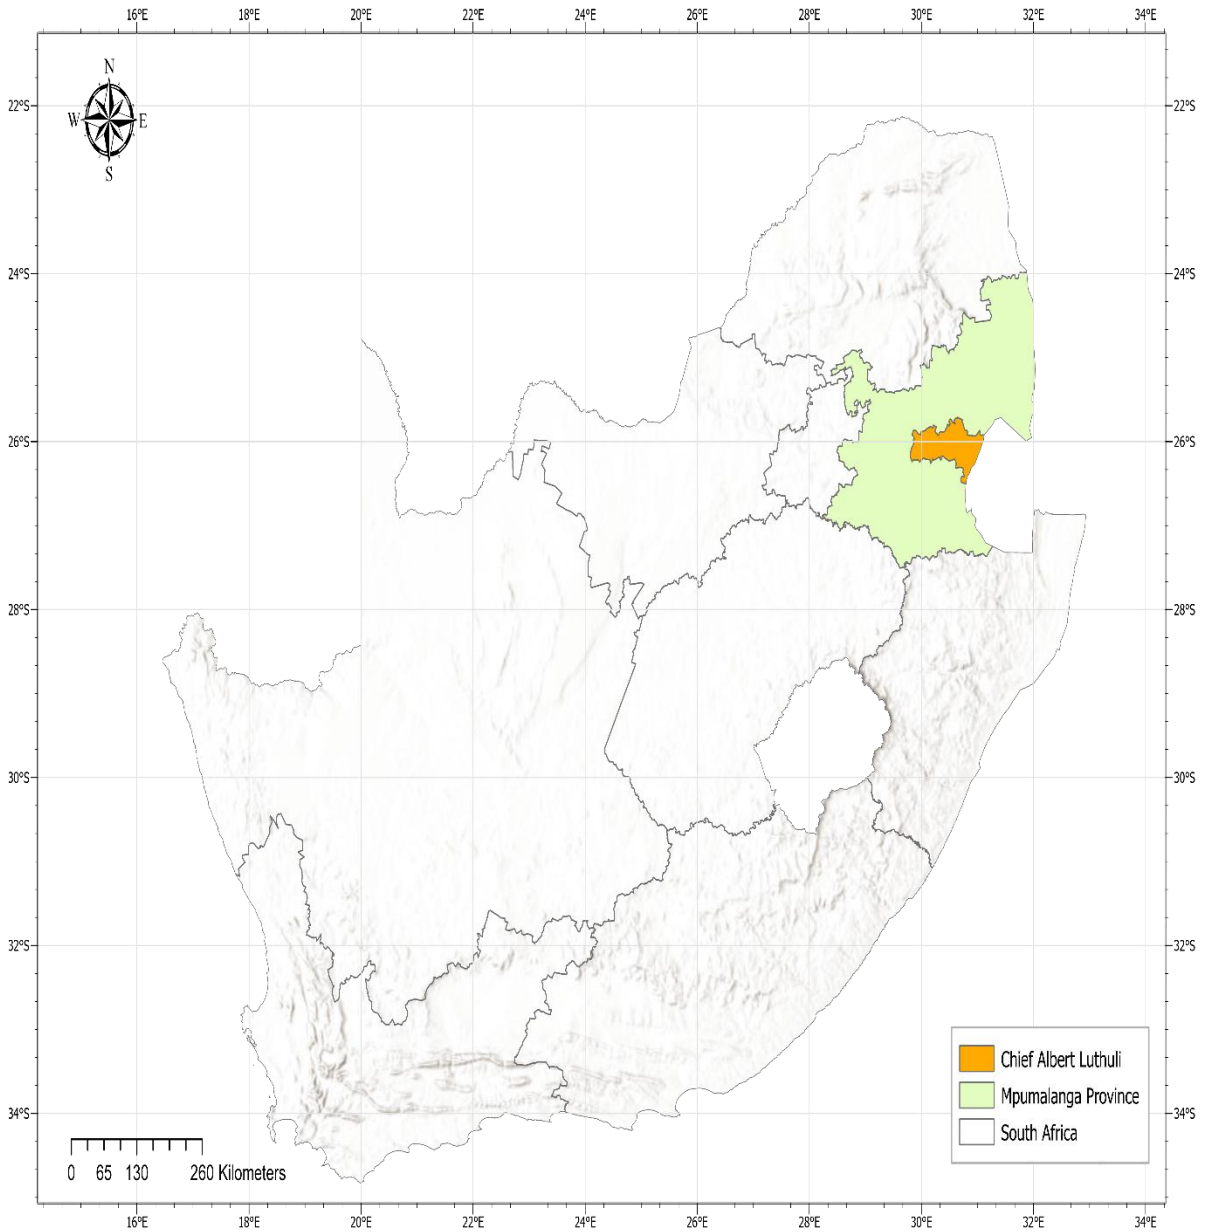 16°E 18°E 20°E 22°E 24°E 26°E 28°E 30°E 32°E 34°E
N
W E
S
22°S 22°S
24°S 24°S
26°S 26°S
28°S 28°S
30°S 30°S
32°S 32°S
Chief Albert Luthuli
Mpumalanga Province
34°S 34°S
South Africa
0 65 130 260 Kilometers
16°E 18°E 20°E 22°E 24°E 26°E 28°E 30°E 32°E 34°E